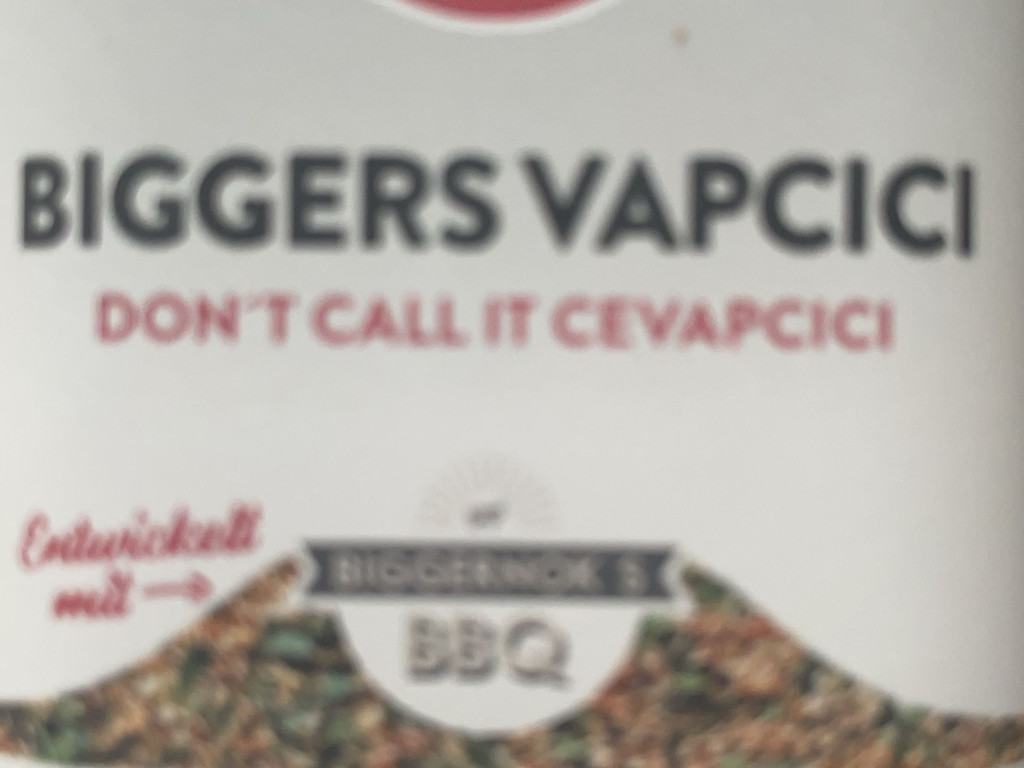 BIGGERS VAPCICI
DON'T CALL IT CEVAPCICI
Entwickelt
mit
BBQ